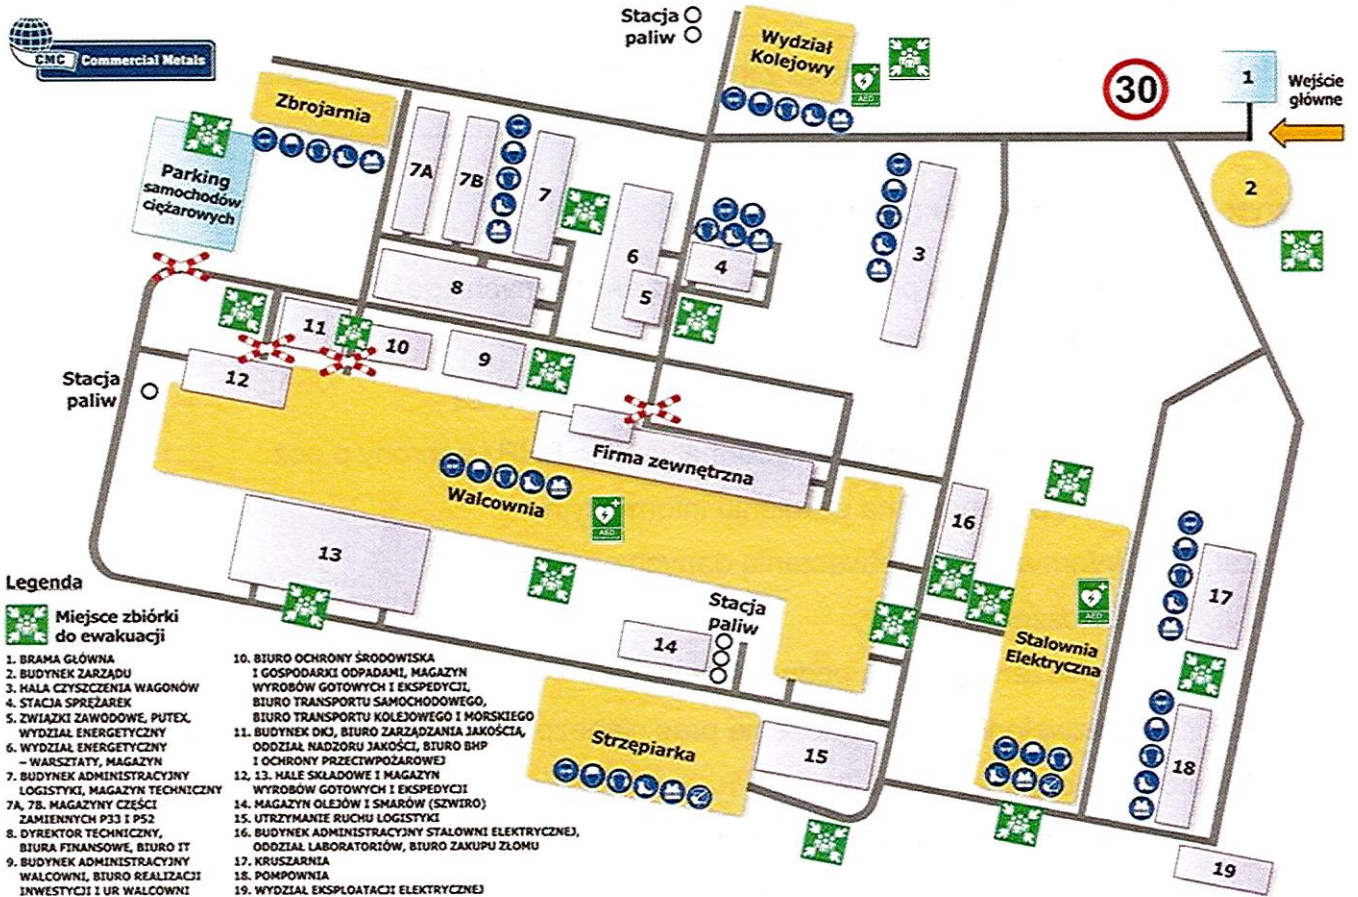 CMC Commercial Metals
Stacja
paliw
Wydział
Kolejowy
AED
30
1
Wejście
główne
Zbrojarnia
Parking
samochodów
ciężarowych
7A
7B
7
6
5
4
3
2
8
11
10
9
12
Stacja
paliw
Firma zewnętrzna
Walcownia
AED
13
16
Stacja
paliw
14
AED
Stalownia
Elektryczna
17
Strzępiarka
15
18
19
Legenda
Miejsce zbiórki
do ewakuacji
1. BRAMA GŁÓWNA
2. BUDYNEK ZARZĄDU
3. HALA CZYSZCZENIA WAGONÓW
4. STACJA SPRĘŻAREK
5. ZWIĄZKI ZAWODOWE, PUTEX,
WYDZIAŁ ENERGETYCZNY
6. WYDZIAŁ ENERGETYCZNY
– WARSZTATY, MAGAZYN
7. BUDYNEK ADMINISTRACYJNY
LOGISTYKI, MAGAZYN TECHNICZNY
7A, 7B. MAGAZYNY CZĘŚCI
ZAMIENNYCH P33 I P52
8. DYREKTOR TECHNICZNY,
BIURA FINANSOWE, BIURO IT
9. BUDYNEK ADMINISTRACYJNY
WALCOWNI, BIURO REALIZACJI
INWESTYCJI I UR WALCOWNI
10. BIURO OCHRONY ŚRODOWISKA
I GOSPODARKI ODPADAMI, MAGAZYN
WYROBÓW GOTOWYCH I EKSPEDYCJI,
BIURO TRANSPORTU SAMOCHODOWEGO,
BIURO TRANSPORTU KOLEJOWEGO I MORSKIEGO
11. BUDYNEK DKJ, BIURO ZARZĄDZANIA JAKOŚCIĄ,
ODDZIAŁ NADZORU JAKOŚCI, BIURO BHP
I OCHRONY PRZECIWPOŻAROWEJ
12, 13. HALE SKŁADOWE I MAGAZYN
WYROBÓW GOTOWYCH I EKSPEDYCJI
14. MAGAZYN OLEJÓW I SMARÓW (SZWIRO)
15. UTRZYMANIE RUCHU LOGISTYKI
16. BUDYNEK ADMINISTRACYJNY STALOWNI ELEKTRYCZNEJ,
ODDZIAŁ LABORATORIÓW, BIURO ZAKUPU ZŁOMU
17. KRUSZARNIA
18. POMPOWNIA
19. WYDZIAŁ EKSPLOATACJI ELEKTRYCZNEJ